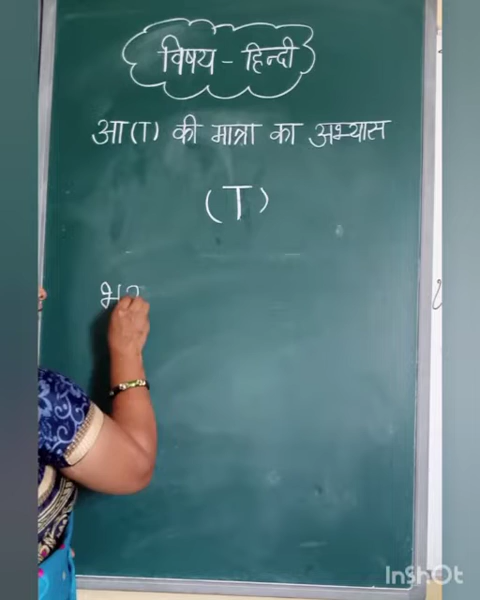 विषय - हिन्दी
आ (ा) की मात्रा का अभ्यास
(ा)
भ
InShOt